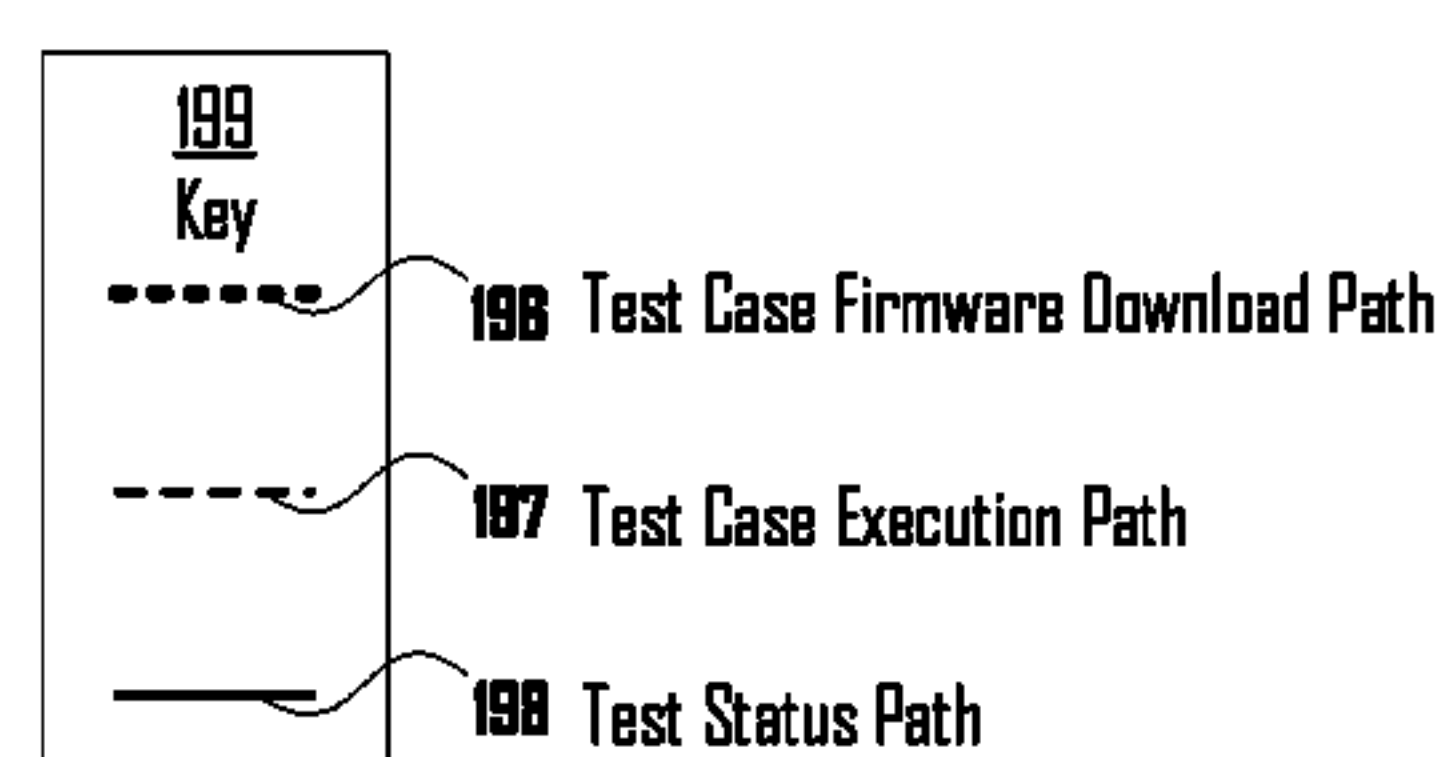 199
Key
196 Test Case Firmware Download Path
197 Test Case Execution Path
198 Test Status Path